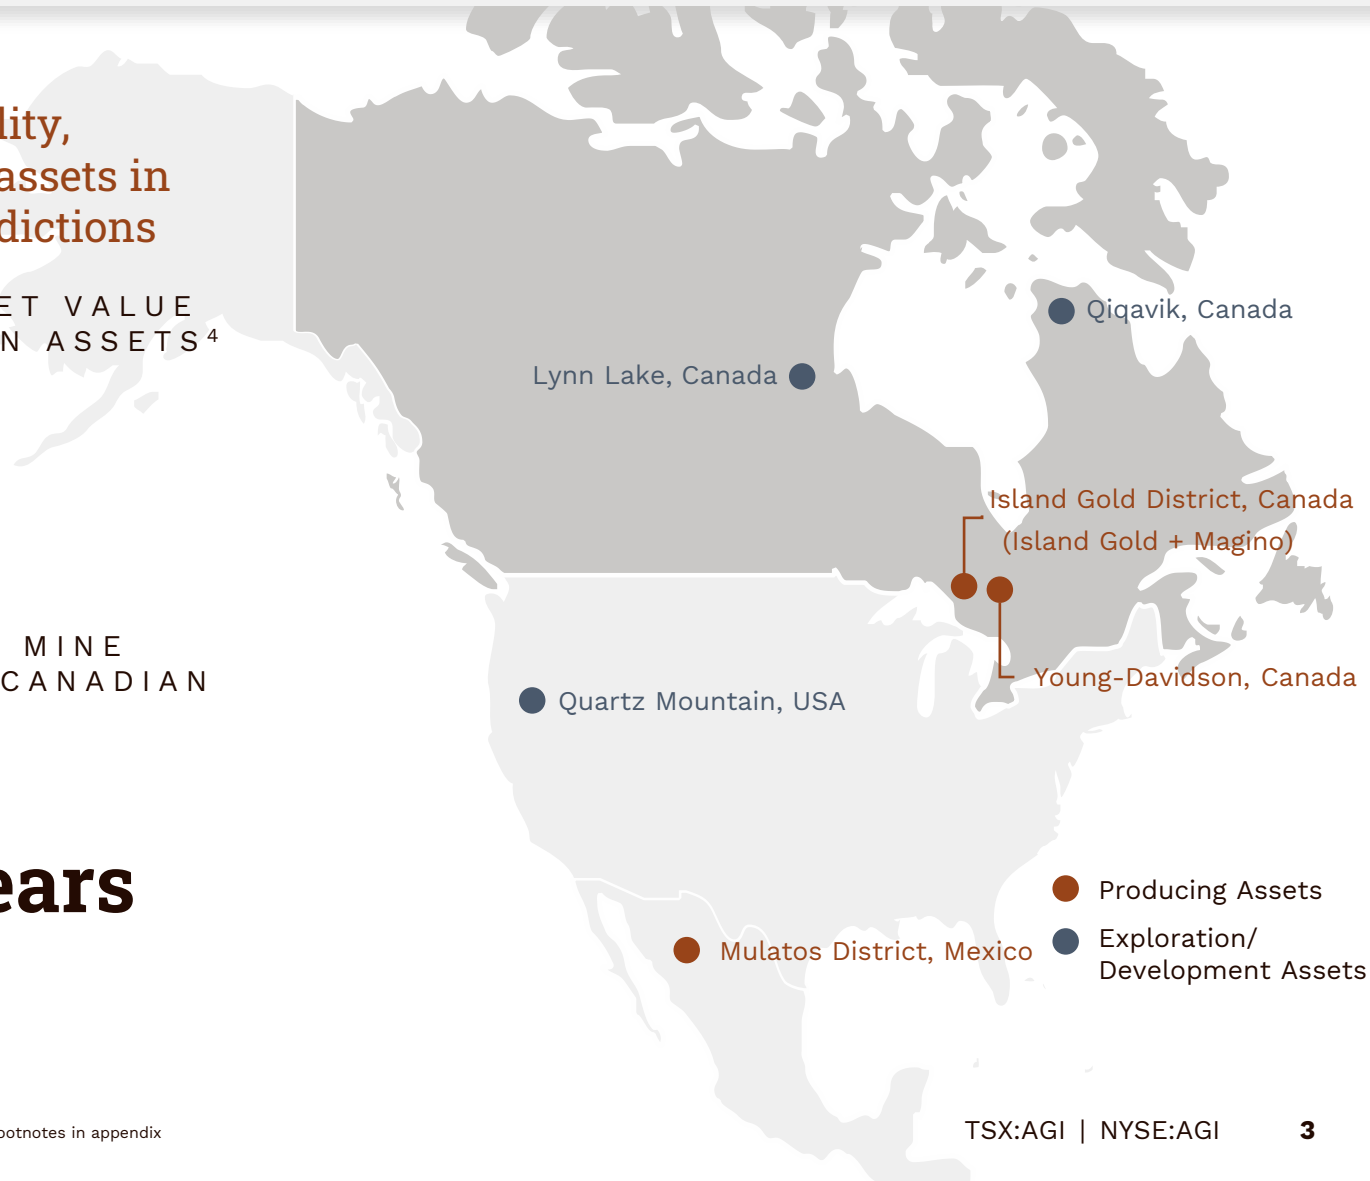 lity,
assets in
dictions
ET VALUE
N ASSETS⁴
MINE
CANADIAN
ears
Qiqavik, Canada
Lynn Lake, Canada
Island Gold District, Canada
(Island Gold + Magino)
Young-Davidson, Canada
Quartz Mountain, USA
Mulatos District, Mexico
Producing Assets
Exploration/
Development Assets
ootnotes in appendix
TSX:AGI | NYSE:AGI 3